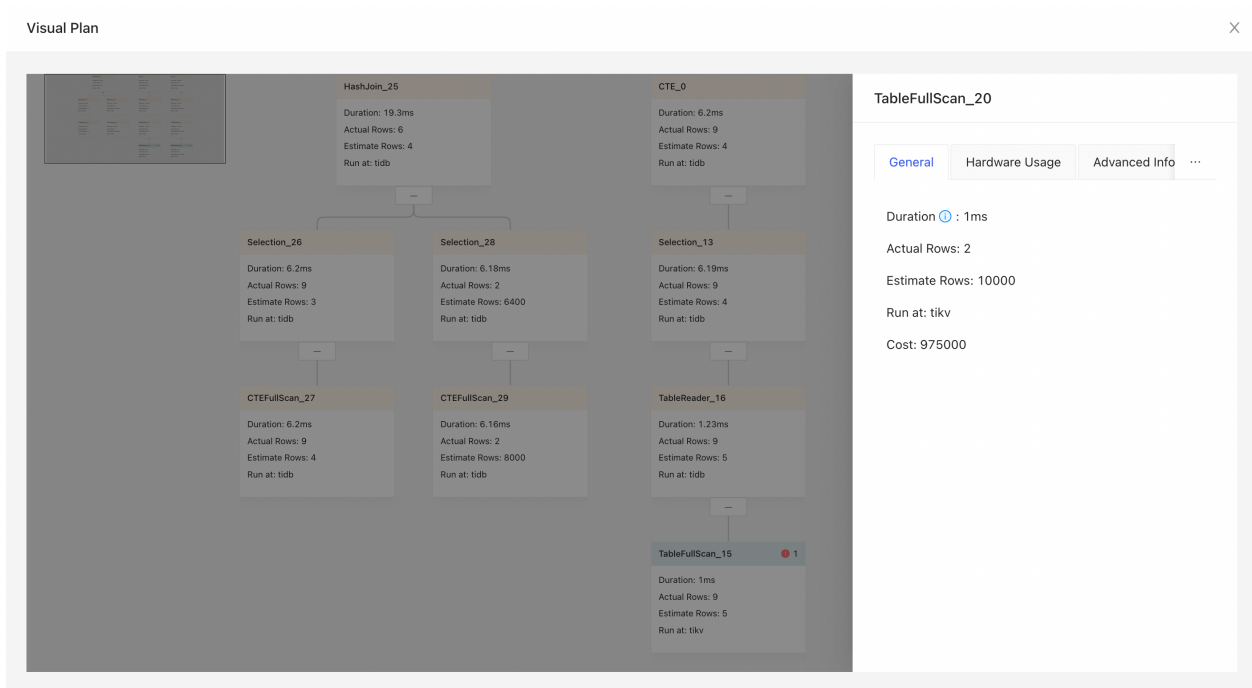 Visual Plan
HashJoin_25
Duration: 19.3ms
Actual Rows: 6
Estimate Rows: 4
Run at: tidb
CTE_0
Duration: 6.2ms
Actual Rows: 9
Estimate Rows: 4
Run at: tidb
Selection_26
Duration: 6.2ms
Actual Rows: 9
Estimate Rows: 3
Run at: tidb
Selection_28
Duration: 6.18ms
Actual Rows: 2
Estimate Rows: 6400
Run at: tidb
Selection_13
Duration: 6.19ms
Actual Rows: 9
Estimate Rows: 4
Run at: tidb
CTEFullScan_27
Duration: 6.2ms
Actual Rows: 9
Estimate Rows: 4
Run at: tidb
CTEFullScan_29
Duration: 6.16ms
Actual Rows: 2
Estimate Rows: 8000
Run at: tidb
TableReader_16
Duration: 1.23ms
Actual Rows: 9
Estimate Rows: 5
Run at: tidb
TableFullScan_15 1
Duration: 1ms
Actual Rows: 9
Estimate Rows: 5
Run at: tikv
TableFullScan_20
General Hardware Usage Advanced Info ···
Duration : 1ms
Actual Rows: 2
Estimate Rows: 10000
Run at: tikv
Cost: 975000